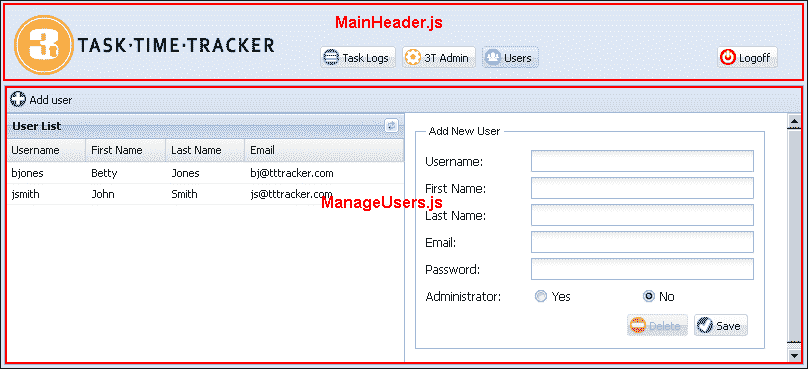 MainHeader.js
3 TASK·TIME·TRACKER
Task Logs 3T Admin Users Logoff
Add user
User List
Username First Name Last Name Email
bjones Betty Jones bj@tttracker.com
jsmith John Smith js@tttracker.com
ManageUsers.js
Add New User
Username:
First Name:
Last Name:
Email:
Password:
Administrator: Yes No
Delete Save